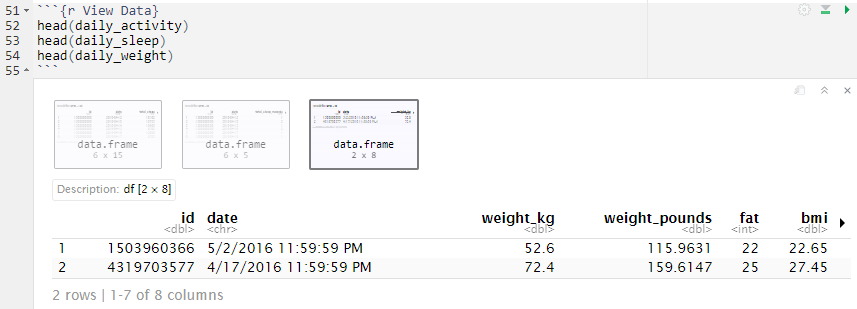 51 ```{r View Data}
52 head(daily_activity)
53 head(daily_sleep)
54 head(daily_weight)
55 ```
data.frame data.frame data.frame
6 x 15 6 x 5 2 x 8
Description: df [2 × 8]
id date weight_kg weight_pounds fat bmi
<dbl> <chr> <dbl> <dbl> <int> <dbl>
1 1503960366 5/2/2016 11:59:59 PM 52.6 115.9631 22 22.65
2 4319703577 4/17/2016 11:59:59 PM 72.4 159.6147 25 27.45
2 rows | 1-7 of 8 columns